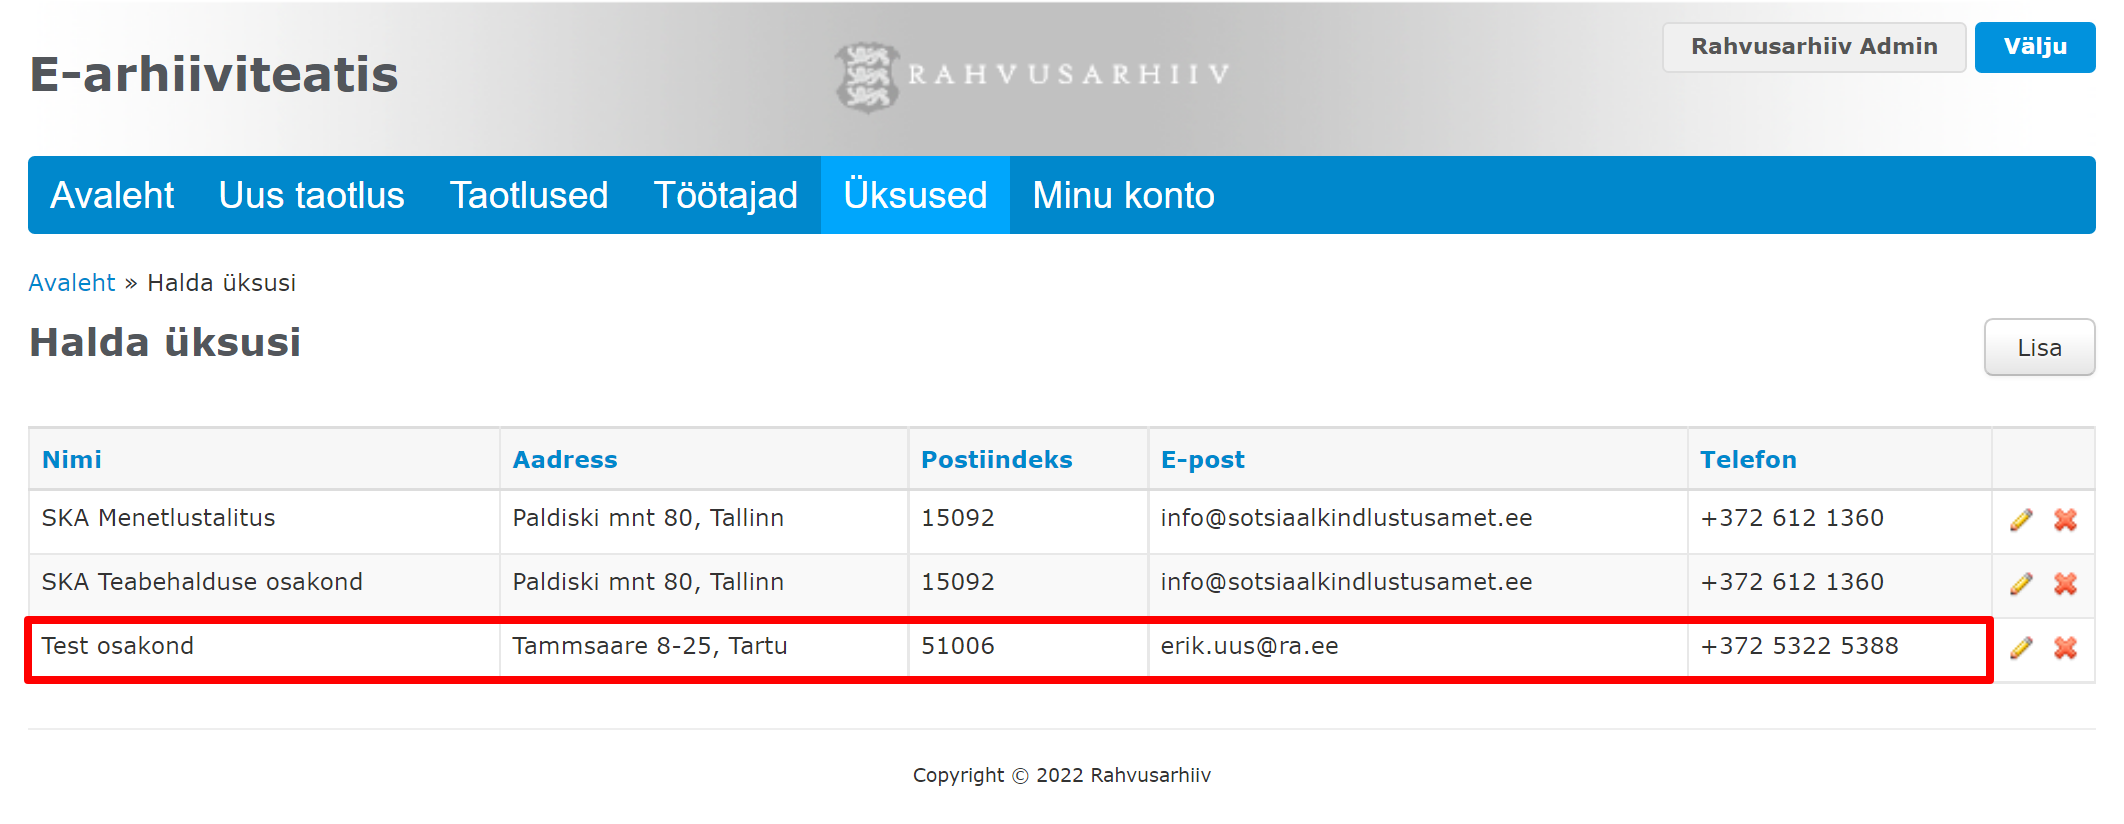 E-arhiiviteatis
RAHVUSARHIIV
Rahvusarhiiv Admin
Välju
Avaleht Uus taotlus Taotlused Töötajad Üksused Minu konto
Avaleht » Halda üksusi
Halda üksusi
Lisa
Nimi Aadress Postiindeks E-post Telefon
SKA Menetlustalitus Paldiski mnt 80, Tallinn 15092 info@sotsiaalkindlustusamet.ee +372 612 1360
SKA Teabehalduse osakond Paldiski mnt 80, Tallinn 15092 info@sotsiaalkindlustusamet.ee +372 612 1360
Test osakond Tammsaare 8-25, Tartu 51006 erik.uus@ra.ee +372 5322 5388
Copyright © 2022 Rahvusarhiiv